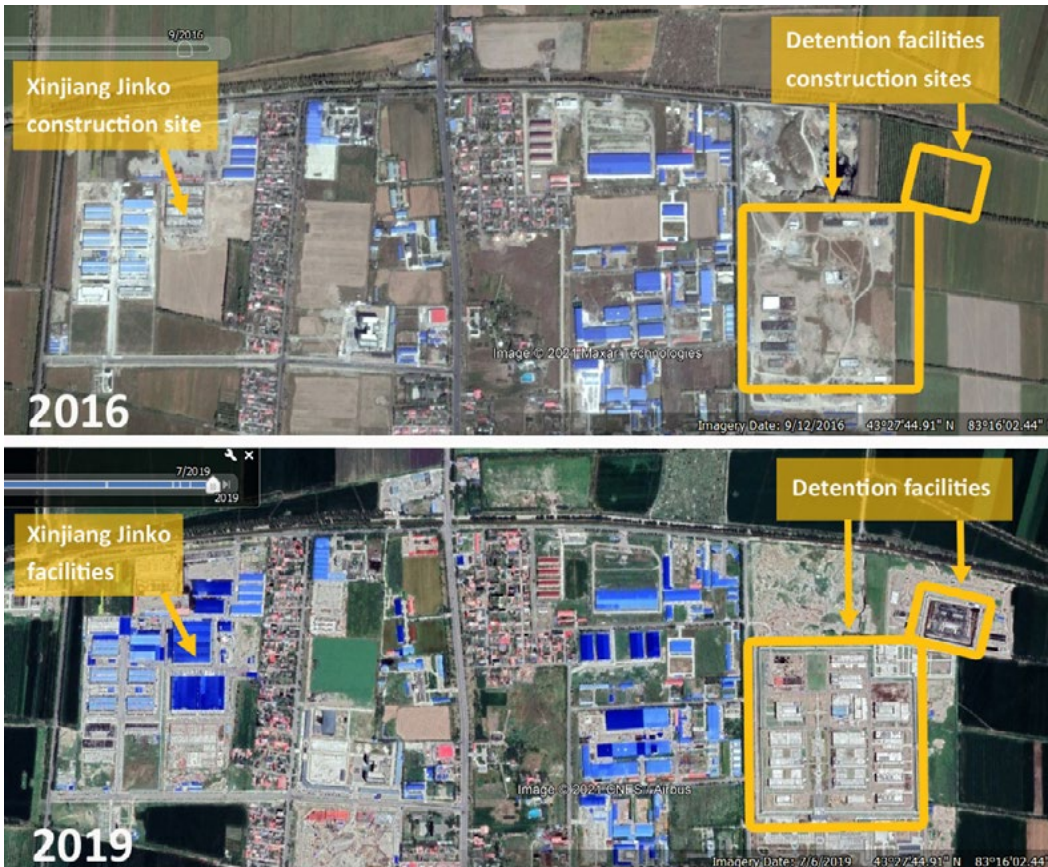 9/2016
Xinjiang Jinko
construction site
Detention facilities
construction sites
Image © 2021 Maxar Technologies
2016
Imagery Date: 9/12/2016 43°27'44.91" N 83°16'02.44"
7/2019
2019
Xinjiang Jinko
facilities
Detention facilities
Image © 2021 CNES / Airbus
2019
Imagery Date: 7/6/2019 43°27'44.91" N 83°16'02.44"